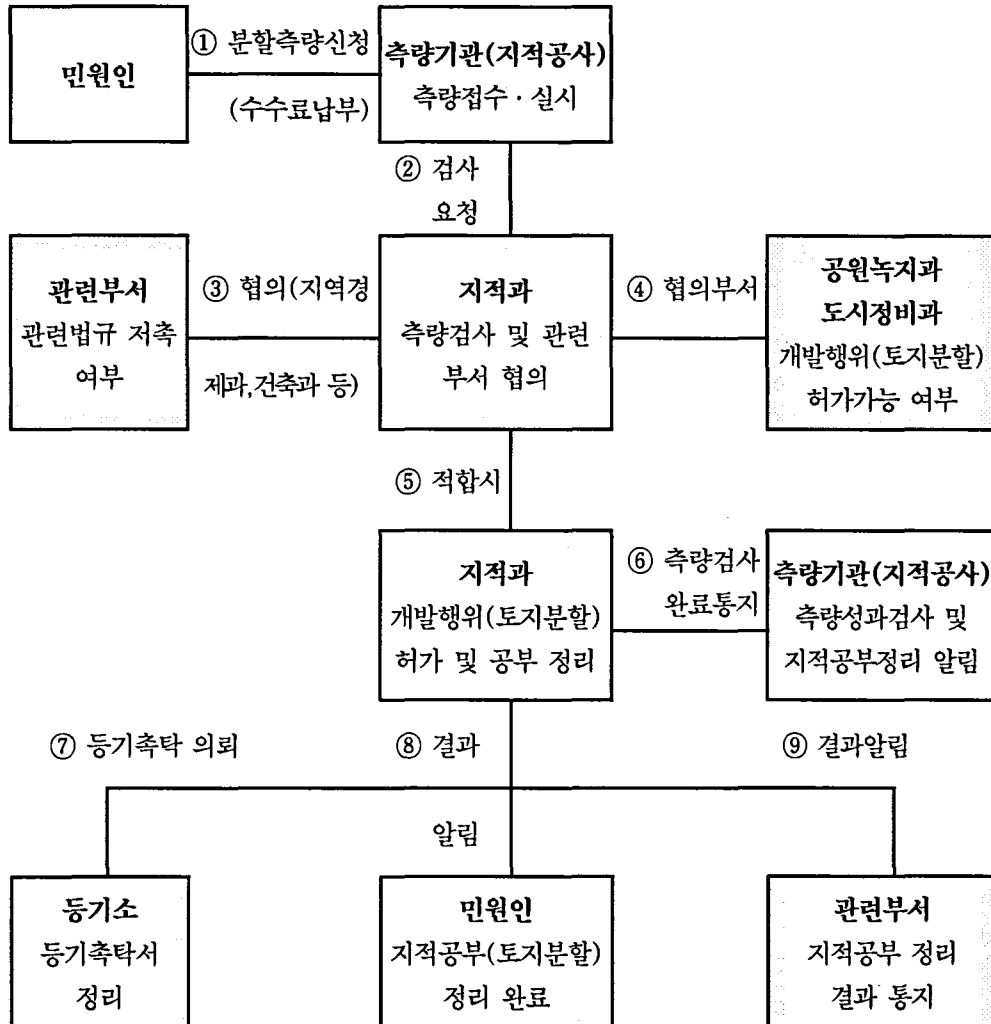 민원인
① 분할측량신청
(수수료납부)
측량기관(지적공사)
측량접수·실시
② 검사
요청
관련부서
관련법규 저촉
여부
③ 협의(지역경
제과,건축과 등)
지적과
측량검사 및 관련
부서 협의
④ 협의부서
공원녹지과
도시정비과
개발행위(토지분할)
허가가능 여부
⑤ 적합시
지적과
개발행위(토지분할)
허가 및 공부 정리
⑥ 측량검사
완료통지
측량기관(지적공사)
측량성과검사 및
지적공부정리 알림
⑦ 등기촉탁 의뢰
⑧ 결과
알림
⑨ 결과알림
등기소
등기촉탁서
정리
민원인
지적공부(토지분할)
정리 완료
관련부서
지적공부 정리
결과 통지